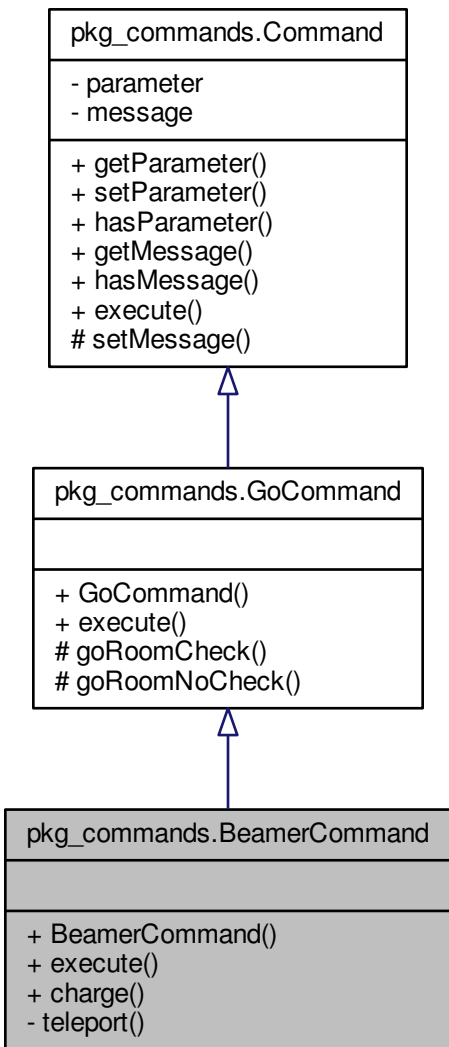 pkg_commands.Command
- parameter
- message
+ getParameter()
+ setParameter()
+ hasParameter()
+ getMessage()
+ hasMessage()
+ execute()
# setMessage()
pkg_commands.GoCommand
+ GoCommand()
+ execute()
# goRoomCheck()
# goRoomNoCheck()
pkg_commands.BeamerCommand
+ BeamerCommand()
+ execute()
+ charge()
- teleport()